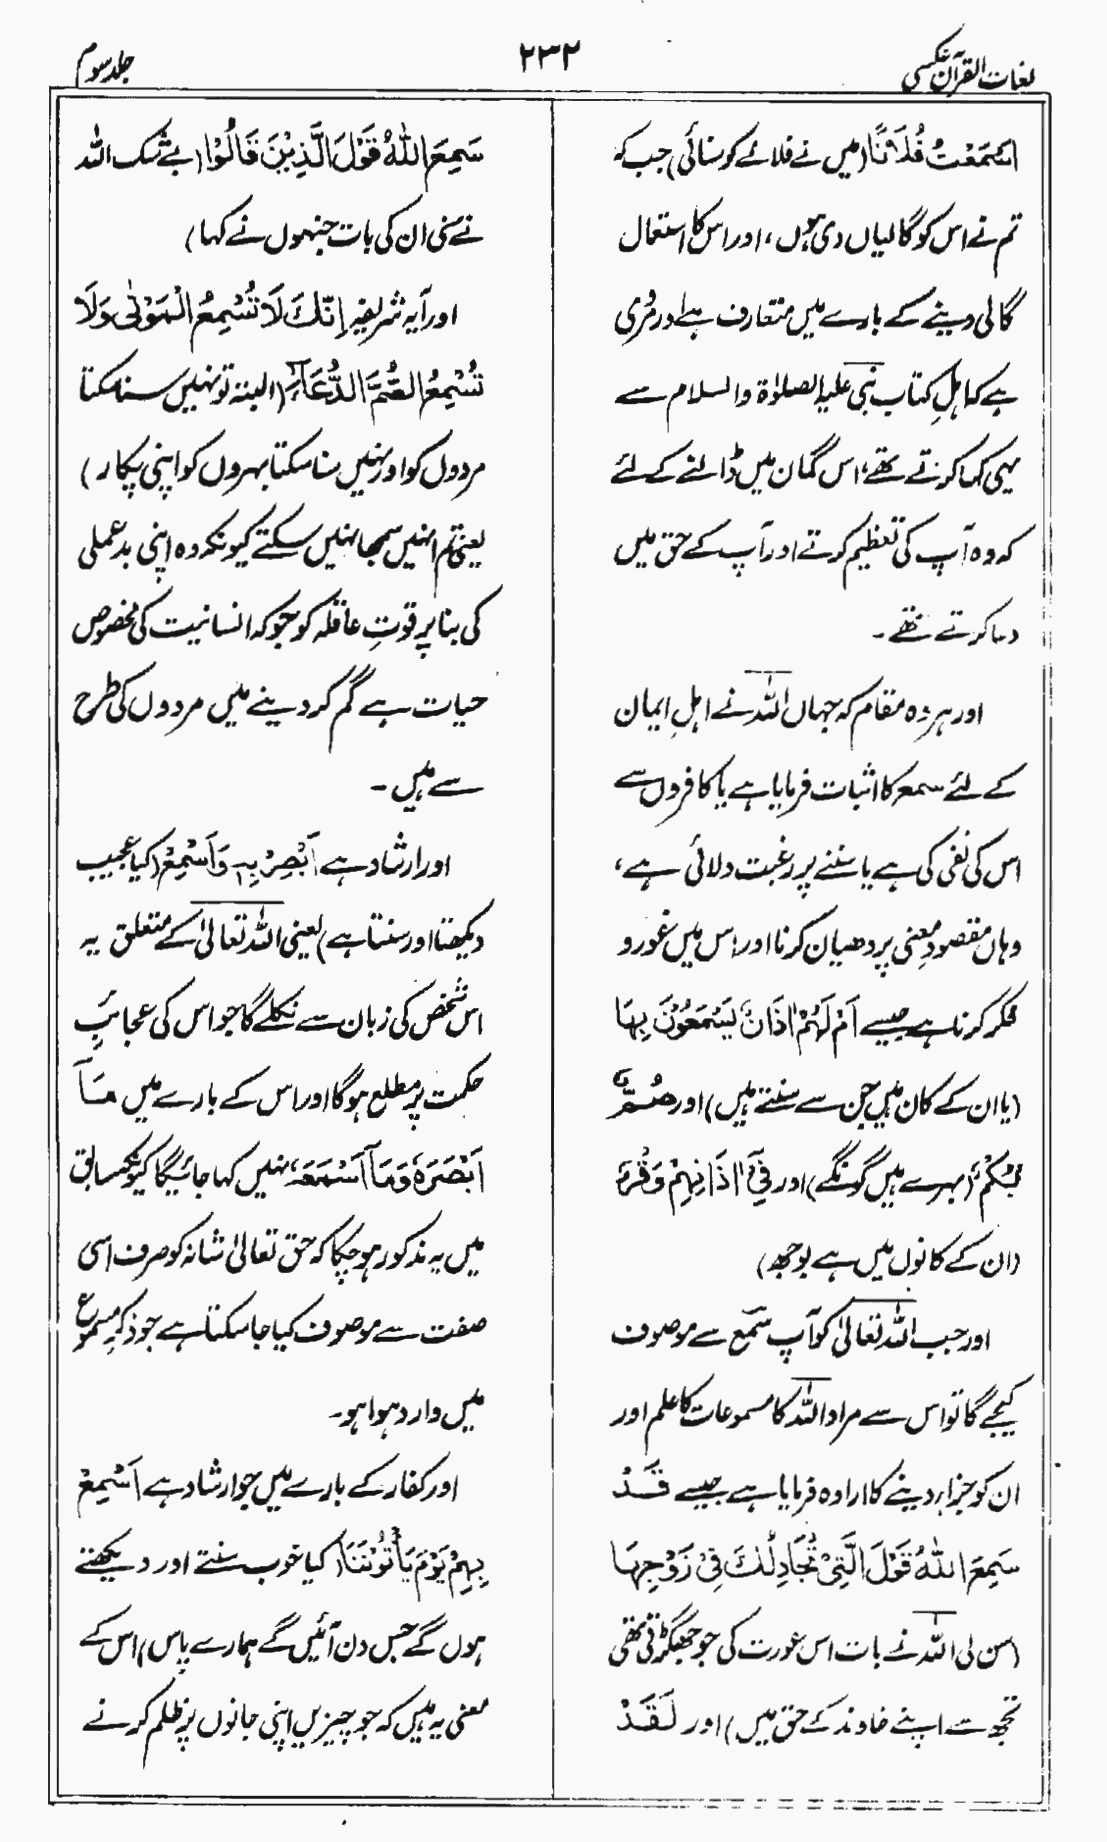 لغات القرآن عکسی
۲۳۲
جلد سوم
اَسْمَعْتُ فُلَانًا (میں نے فلانے کو سنائی) جب کہ
تم نے اس کو گالیاں دی ہوں، اور اس کا استعمال
گالی دینے کے بارے میں متعارف ہے اور مروی
ہے کہ اہلِ کتاب نبی علیہ الصلوٰۃ والسلام سے
یہی کہا کرتے تھے، اس گمان میں ڈالنے کے لئے
کہ وہ آپ کی تعظیم کرتے اور آپ کے حق میں
دعا کرتے تھے۔
اور ہر وہ مقام کہ جہاں اللہ نے اہلِ ایمان
کے لئے سمع کا اثبات فرمایا ہے یا کافروں سے
اس کی نفی کی ہے یا سننے پر رغبت دلائی ہے،
وہاں مقصود معنی پر دھیان کرنا اور اس میں غور و
فکر کرنا ہے جیسے اَمْ لَهُمْ اٰذَانٌ يَّسْمَعُوْنَ بِهَا
(یا ان کے کان ہیں جن سے سنتے ہیں) اور صُمٌّ
بُكْمٌ (بہرے ہیں گونگے) اور فِيْٓ اٰذَانِهِمْ وَقْرٌ
(ان کے کانوں میں ہے بوجھ)
اور جب اللہ تعالیٰ کو آپ سَمْع سے موصوف
کیجئے گا تو اس سے مراد اللہ کا مسموعات کا علم اور
ان کو جزاء دینے کا ارادہ فرمایا ہے جیسے قَدْ
سَمِعَ اللّٰهُ قَوْلَ الَّتِيْ تُجَادِلُكَ فِيْ زَوْجِهَا
(سن لی اللہ نے بات اس عورت کی جو جھگڑتی تھی
تجھ سے اپنے خاوند کے حق میں) اور لَقَدْ
سَمِعَ اللّٰهُ قَوْلَ الَّذِيْنَ قَالُوْا (بے شک اللہ
نے سنی ان کی بات جنہوں نے کہا)
اور آیہ شریفہ اِنَّكَ لَا تُسْمِعُ الْمَوْتٰى وَلَا
تُسْمِعُ الصُّمَّ الدُّعَآءَ (البتہ تو نہیں سنا سکتا
مردوں کو اور نہیں سنا سکتا بہروں کو اپنی پکار)
یعنی تم انہیں سمجھا نہیں سکتے کیونکہ وہ اپنی بدعملی
کی بنا پر قوتِ عاقلہ کو جو کہ انسانیت کی مخصوص
حیات ہے گم کر دینے میں مردوں کی طرح
سے ہیں۔
اور ارشاد ہے اَبْصِرْ بِهٖ وَاَسْمِعْ (کیا عجیب
دیکھتا اور سنتا ہے) یعنی اللہ تعالیٰ کے متعلق یہ
اس شخص کی زبان سے نکلے گا جو اس کی عجائبِ
حکمت پر مطلع ہوگا اور اس کے بارے میں مَآ
اَبْصَرَهٗ وَمَآ اَسْمَعَهٗ نہیں کہا جائیگا کیونکہ سابق
میں یہ مذکور ہو چکا کہ حق تعالیٰ شانہ کو صرف اسی
صفت سے موصوف کیا جا سکتا ہے جو ذکرِ مسموع
میں وارد ہوا ہو۔
اور کفار کے بارے میں جو ارشاد ہے اَسْمِعْ
بِهِمْ يَوْمَ يَأْتُوْنَنَا (کیا خوب سنتے اور دیکھتے
ہوں گے جس دن آئیں گے ہمارے پاس) اس کے
معنی یہ ہیں کہ جو چیزیں اپنی جانوں پر ظلم کرنے